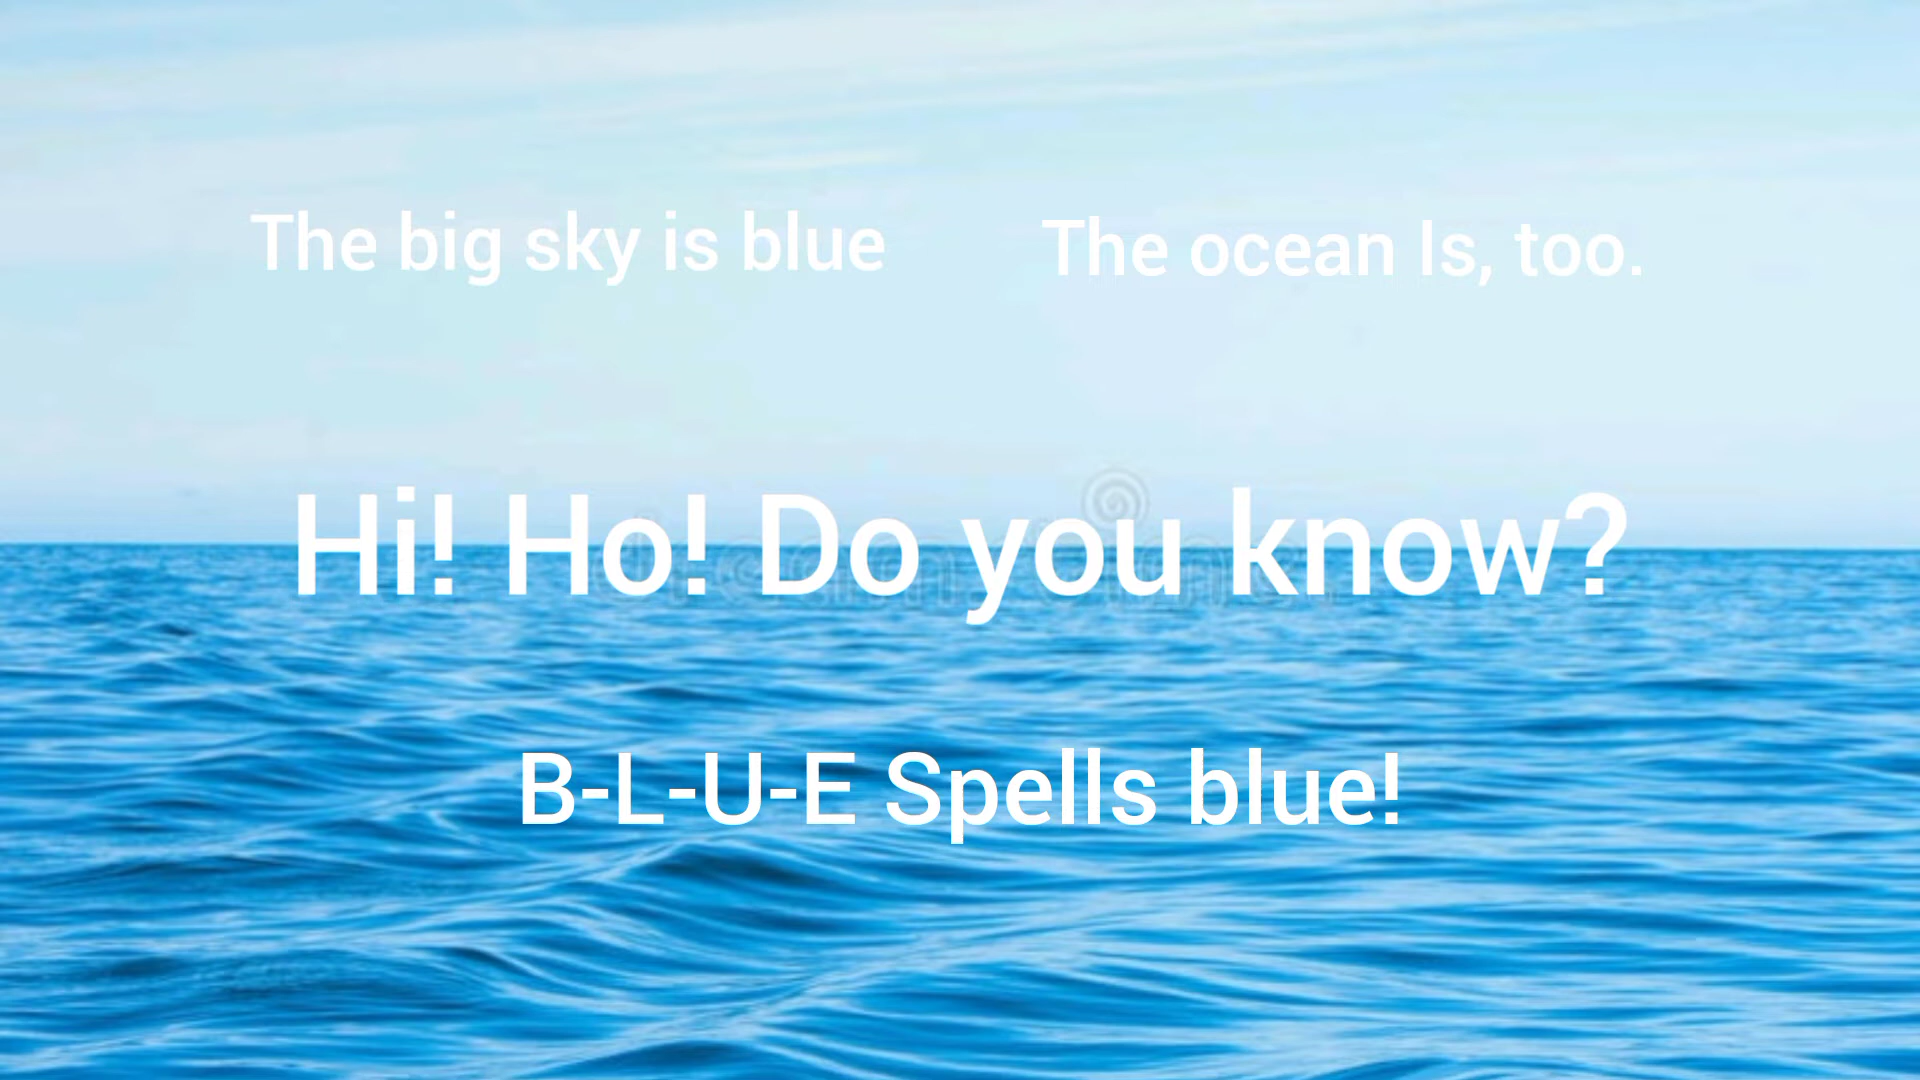 The big sky is blue
The ocean Is, too.
Hi! Ho! Do you know?
B-L-U-E Spells blue!